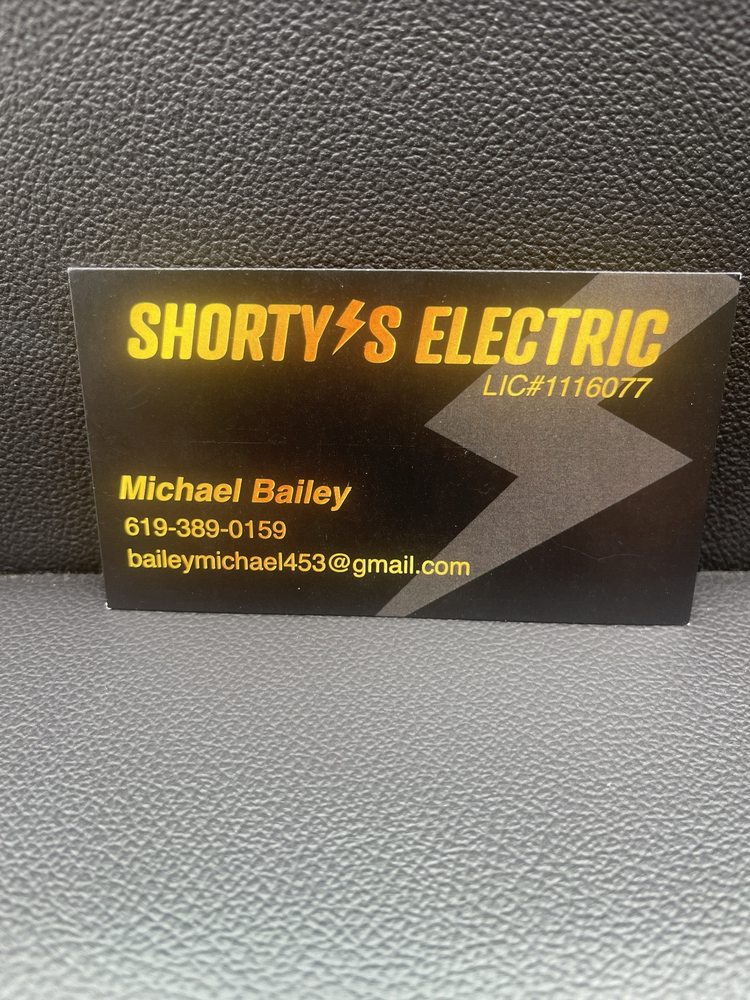 SHORTY'S ELECTRIC
LIC#1116077
Michael Bailey
619-389-0159
baileymichael453@gmail.com